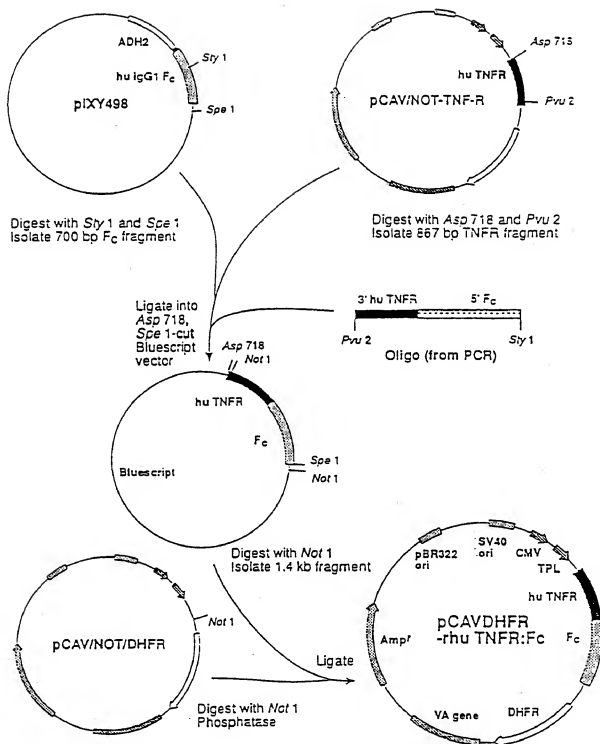 ADH2
Sty 1
hu IgG1 Fc
Spe 1
pIXY498
Asp 718
hu TNFR
pCAV/NOT-TNF-R
Pvu 2
Digest with Sty 1 and Spe 1
Isolate 700 bp Fc fragment
Digest with Asp 718 and Pvu 2
Isolate 867 bp TNFR fragment
Ligate into
Asp 718,
Spe 1-cut
Bluescript
vector
3' hu TNFR
5' Fc
Pvu 2
Sty 1
Oligo (from PCR)
Asp 718
Not 1
hu TNFR
Fc
Bluescript
Spe 1
Not 1
Digest with Not 1
Isolate 1.4 kb fragment
pCAV/NOT/DHFR
Not 1
Digest with Not 1
Phosphatase
Ligate
pBR322
ori
SV40
ori
CMV
TPL
hu TNFR
Fc
pCAVDHFR
-rhu TNFR:Fc
Ampr
VA gene
DHFR